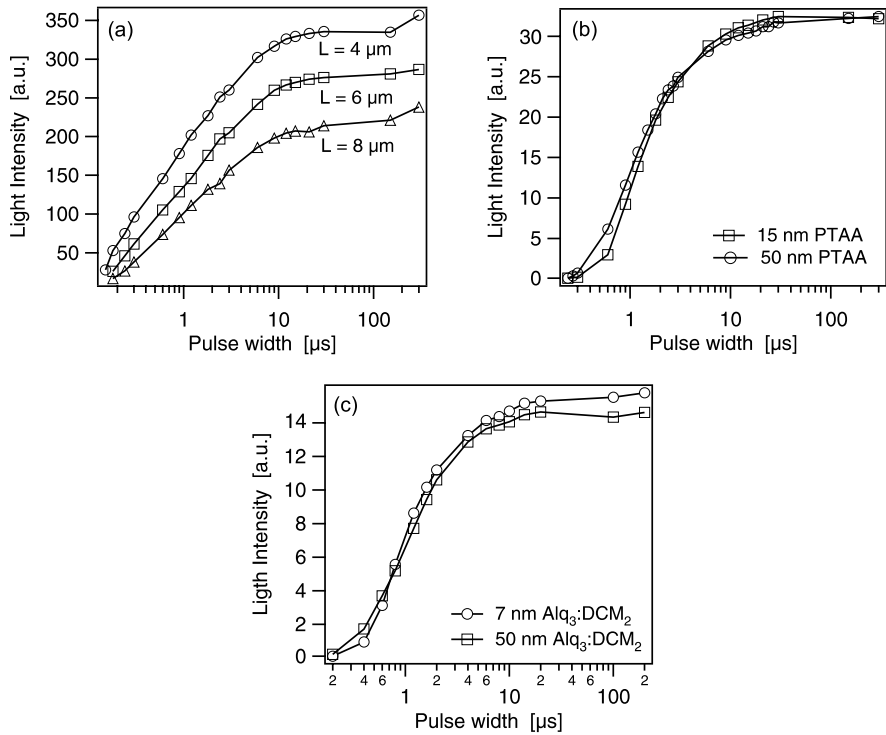 (a)
350
300
250
200
150
100
50
Light Intensity [a.u.]
L = 4 µm
L = 6 µm
L = 8 µm
1
10
100
Pulse width [µs]
(b)
30
25
20
15
10
5
0
Light Intensity [a.u.]
15 nm PTAA
50 nm PTAA
1
10
100
Pulse width [µs]
(c)
14
12
10
8
6
4
2
0
Ligth Intensity [a.u.]
7 nm Alq3:DCM2
50 nm Alq3:DCM2
2 4 6 2 4 6 2 4 6 2
1 10 100
Pulse width [µs]